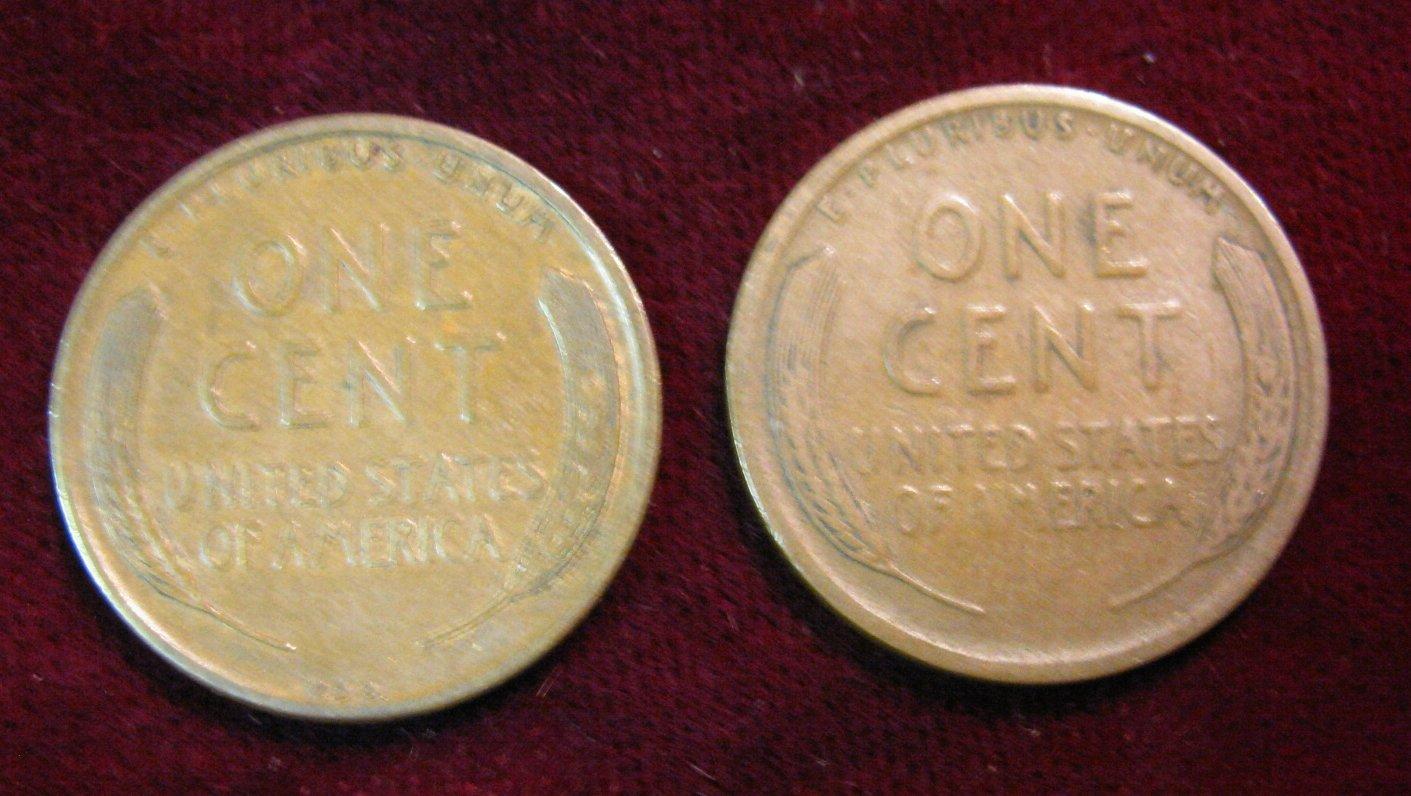 E·PLURIBUS·UNUM
ONE
CENT
UNITED STATES
OF AMERICA
E·PLURIBUS·UNUM
ONE
CENT
UNITED STATES
OF AMERICA